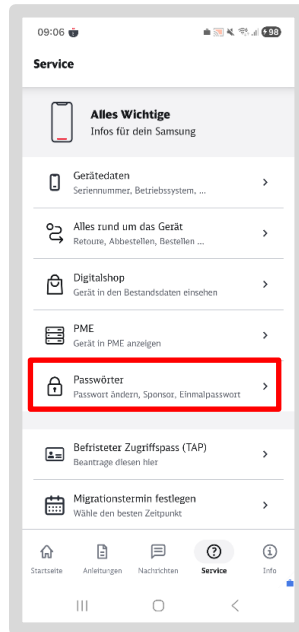 09:06
98
Service
Alles Wichtige
Infos für dein Samsung
Gerätedaten
Seriennummer, Betriebssystem, ...
Alles rund um das Gerät
Retoure, Abbestellen, Bestellen ...
Digitalshop
Gerät in den Bestandsdaten einsehen
PME
Gerät in PME anzeigen
Passwörter
Passwort ändern, Sponsor, Einmalpasswort
Befristeter Zugriffspass (TAP)
Beantrage diesen hier
Migrationstermin festlegen
Wähle den besten Zeitpunkt
Startseite Anleitungen Nachrichten Service Info